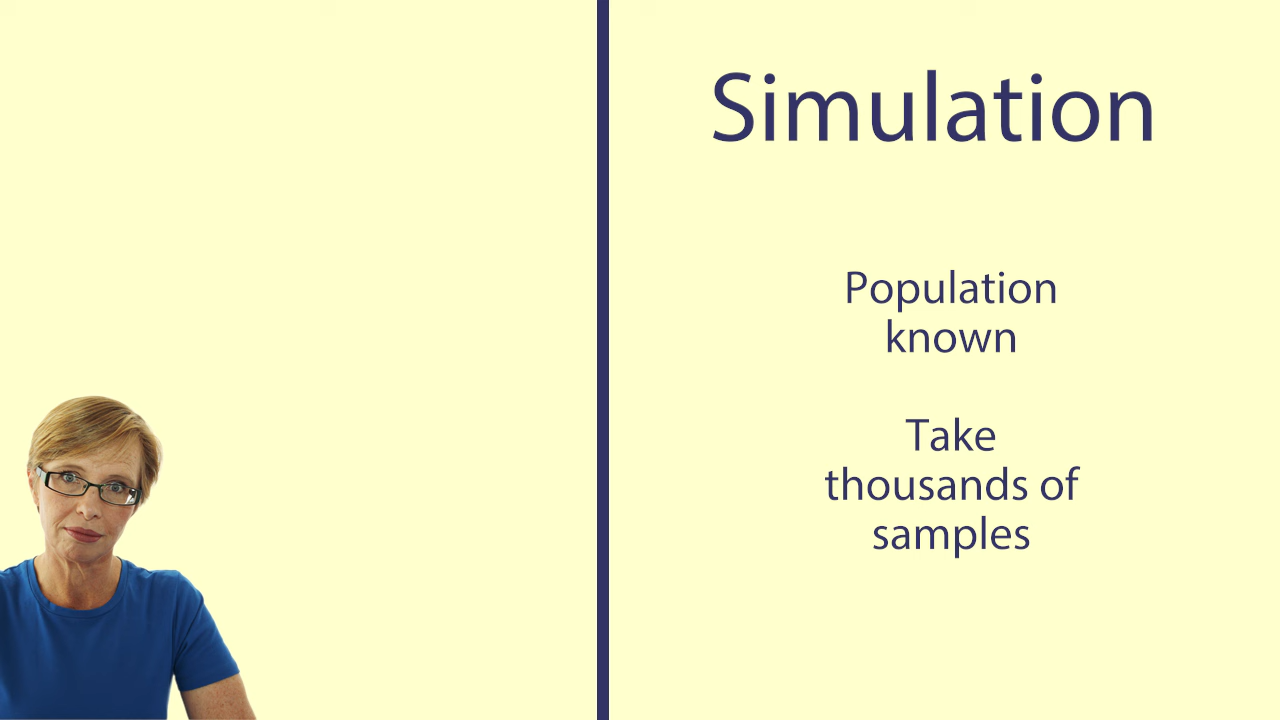 Simulation
Population
known
Take
thousands of
samples